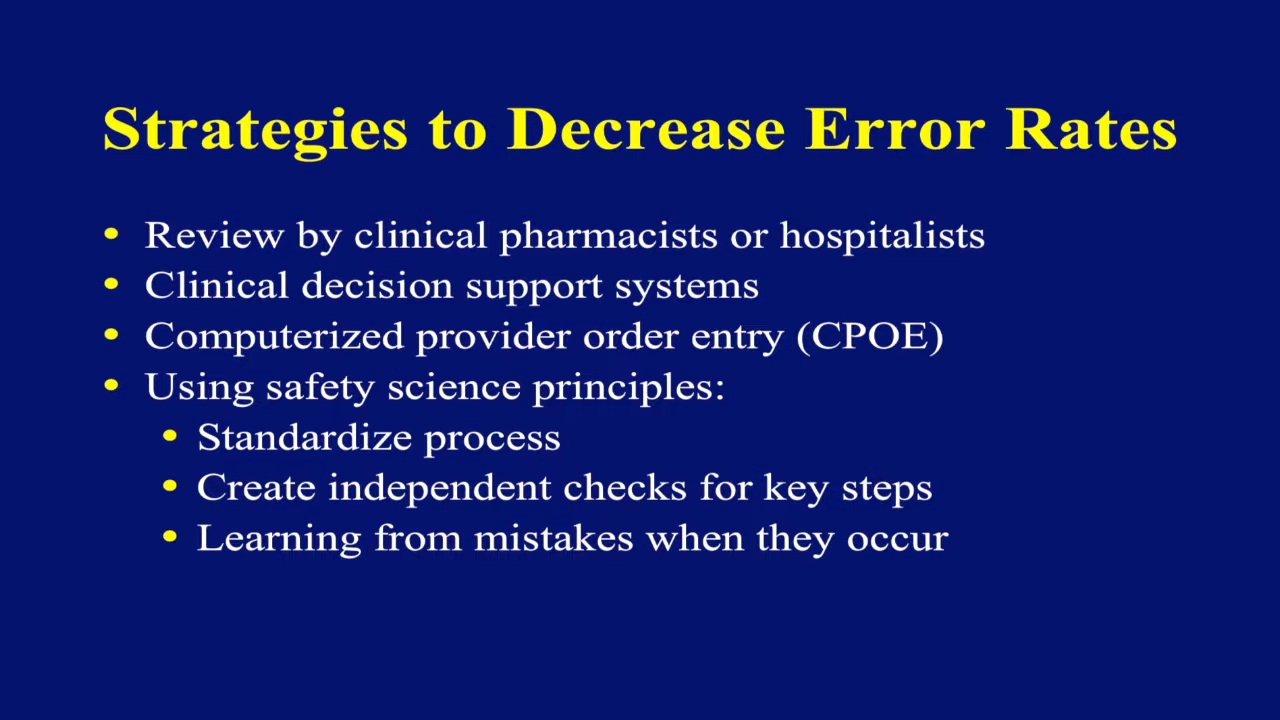 Strategies to Decrease Error Rates
• Review by clinical pharmacists or hospitalists
• Clinical decision support systems
• Computerized provider order entry (CPOE)
• Using safety science principles:
• Standardize process
• Create independent checks for key steps
• Learning from mistakes when they occur